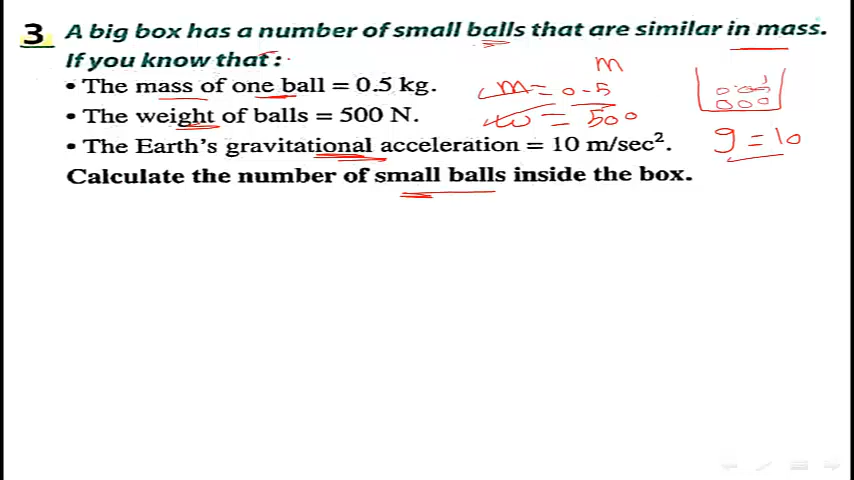 3 A big box has a number of small balls that are similar in mass.
If you know that :
• The mass of one ball = 0.5 kg.
• The weight of balls = 500 N.
• The Earth's gravitational acceleration = 10 m/sec².
Calculate the number of small balls inside the box.
m
m = 0.5
w = 500
g = 10